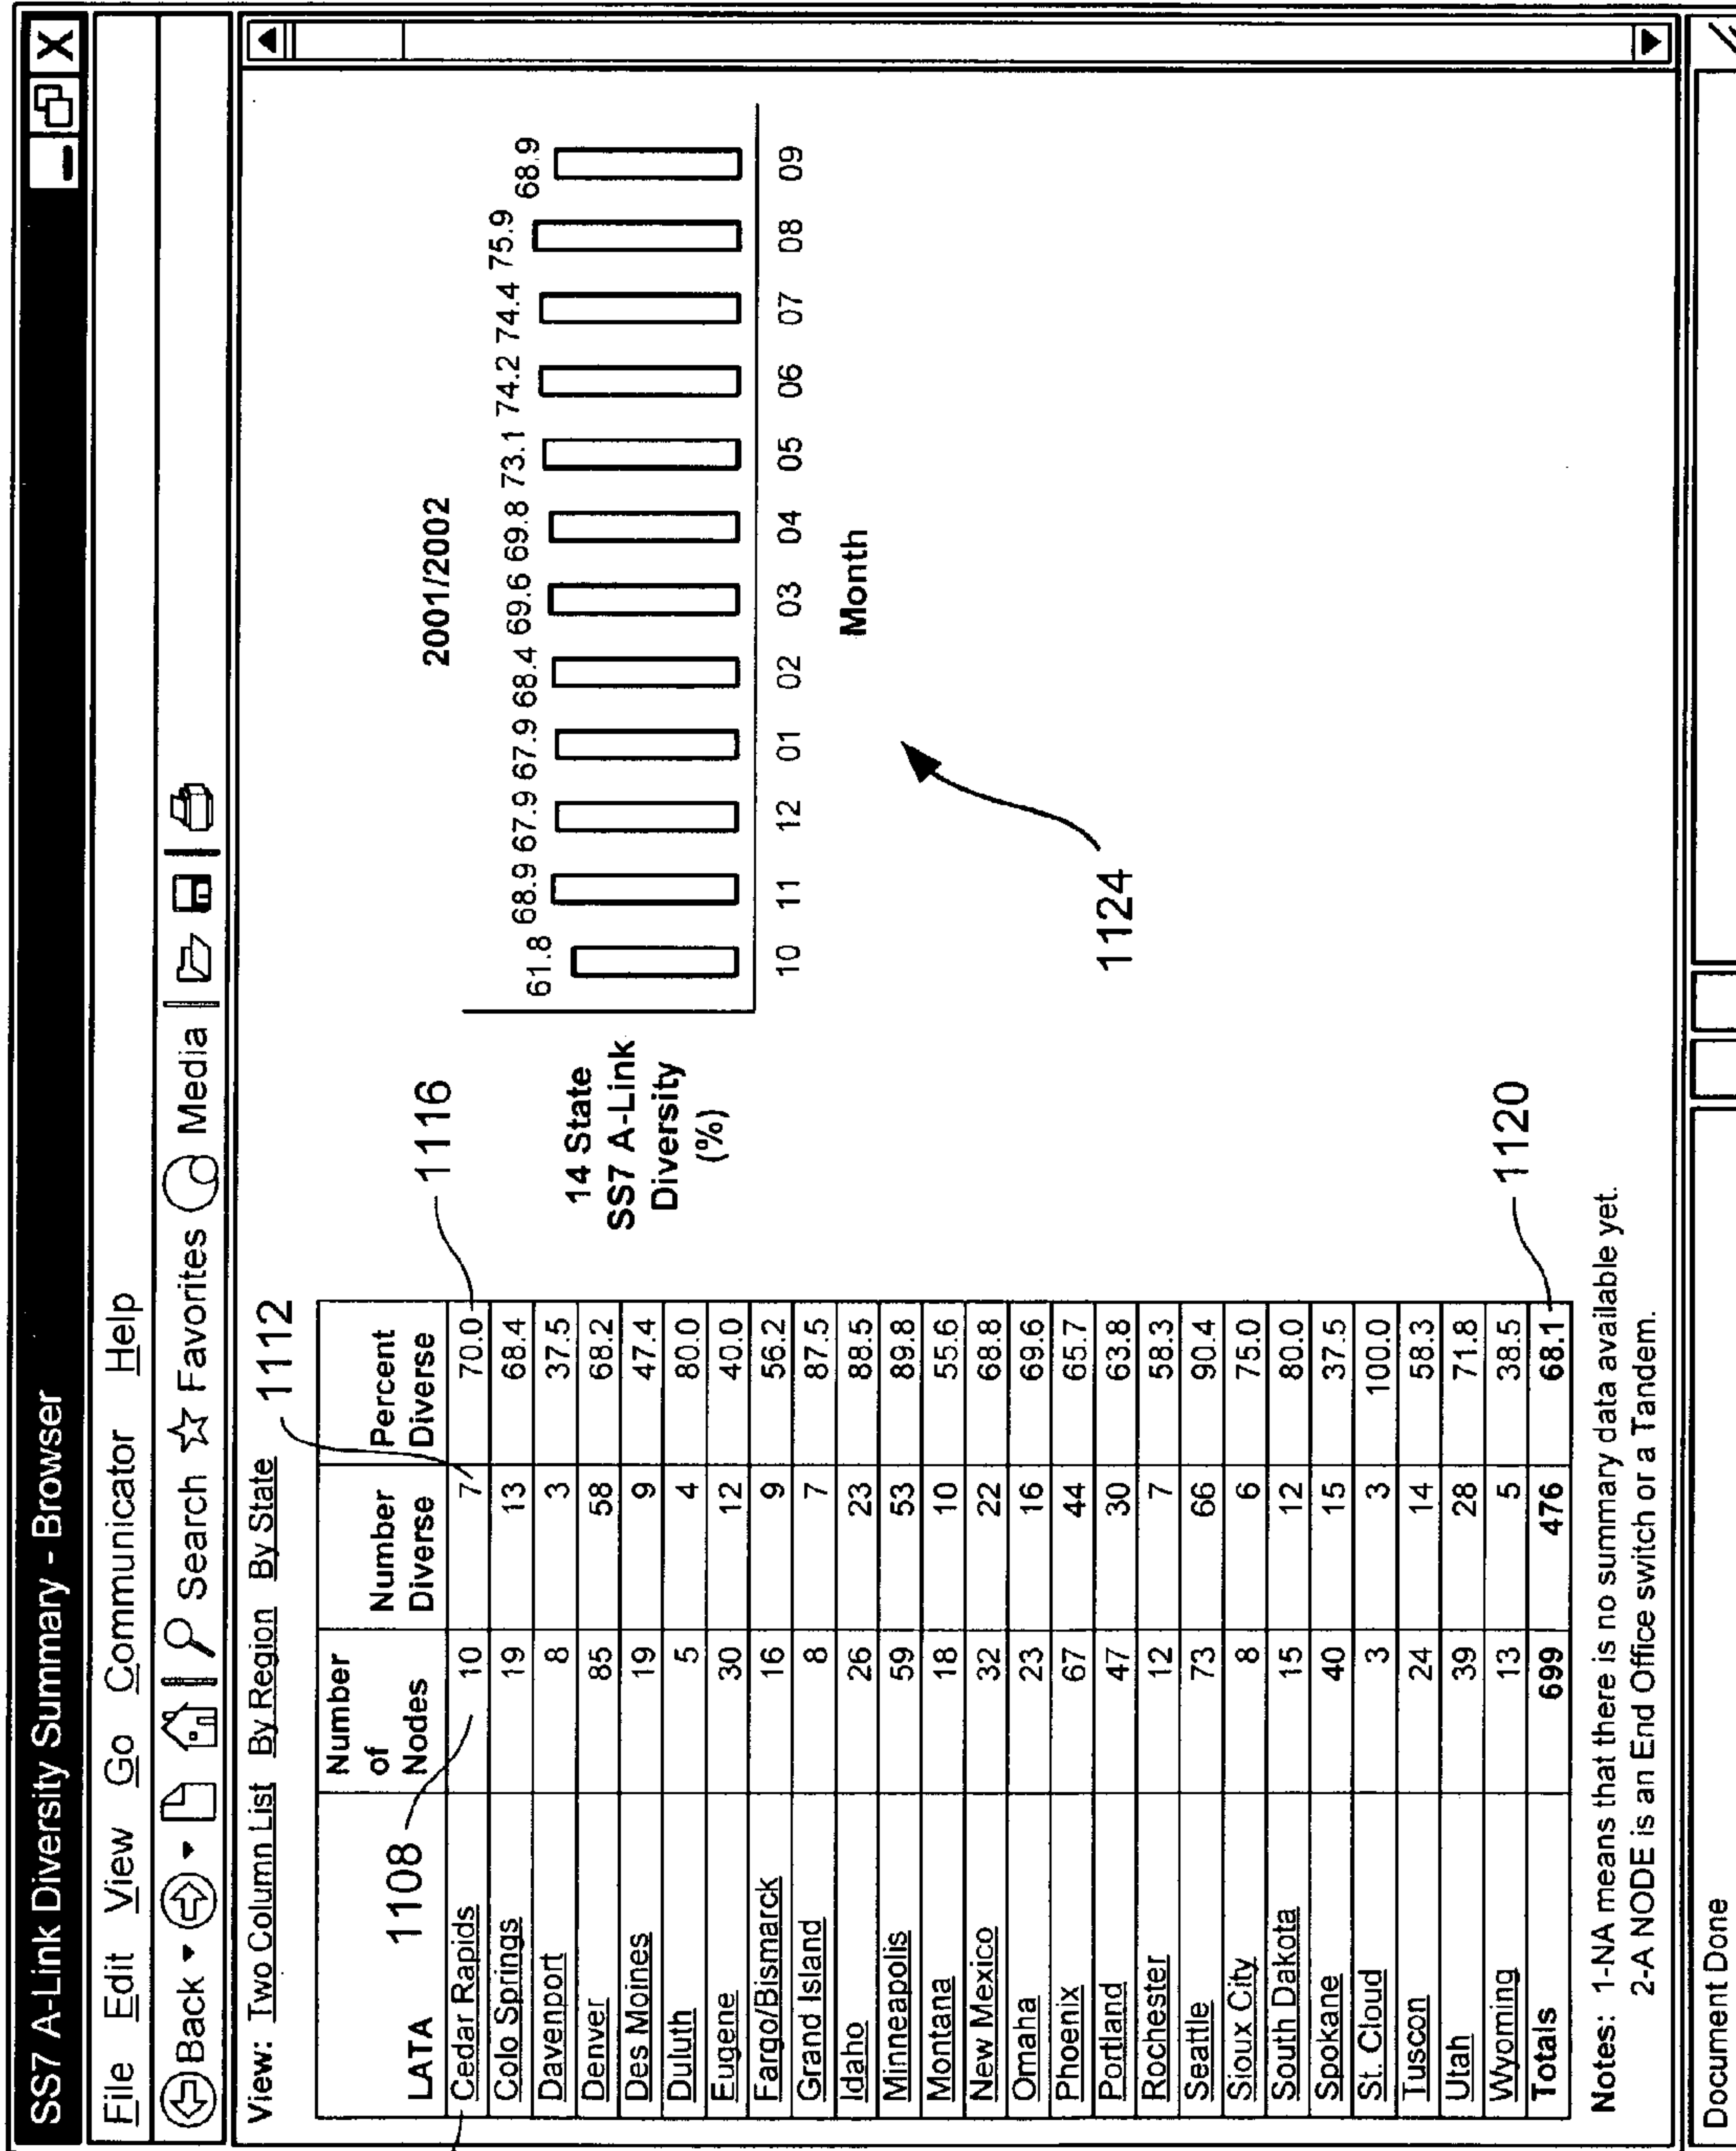 SS7 A-Link Diversity Summary - Browser
File Edit View Go Communicator Help
Back Search Favorites Media
View: Two Column List By Region By State
1112
LATA Number of Nodes Number Diverse Percent Diverse
1108
1116
Cedar Rapids 10 7 70.0
Colo Springs 19 13 68.4
Davenport 8 3 37.5
Denver 85 58 68.2
Des Moines 19 9 47.4
Duluth 5 4 80.0
Eugene 30 12 40.0
Fargo/Bismarck 16 9 56.2
Grand Island 8 7 87.5
Idaho 26 23 88.5
Minneapolis 59 53 89.8
Montana 18 10 55.6
New Mexico 32 22 68.8
Omaha 23 16 69.6
Phoenix 67 44 65.7
Portland 47 30 63.8
Rochester 12 7 58.3
Seattle 73 66 90.4
Sioux City 8 6 75.0
South Dakota 15 12 80.0
Spokane 40 15 37.5
St. Cloud 3 3 100.0
Tuscon 24 14 58.3
Utah 39 28 71.8
Wyoming 13 5 38.5
Totals 699 476 68.1
1120
Notes: 1-NA means that there is no summary data available yet.
2-A NODE is an End Office switch or a Tandem.
2001/2002
14 State
SS7 A-Link
Diversity
(%)
61.8 68.9 67.9 67.9 68.4 69.6 69.8 73.1 74.2 74.4 75.9 68.9
10 11 12 01 02 03 04 05 06 07 08 09
Month
1124
Document Done